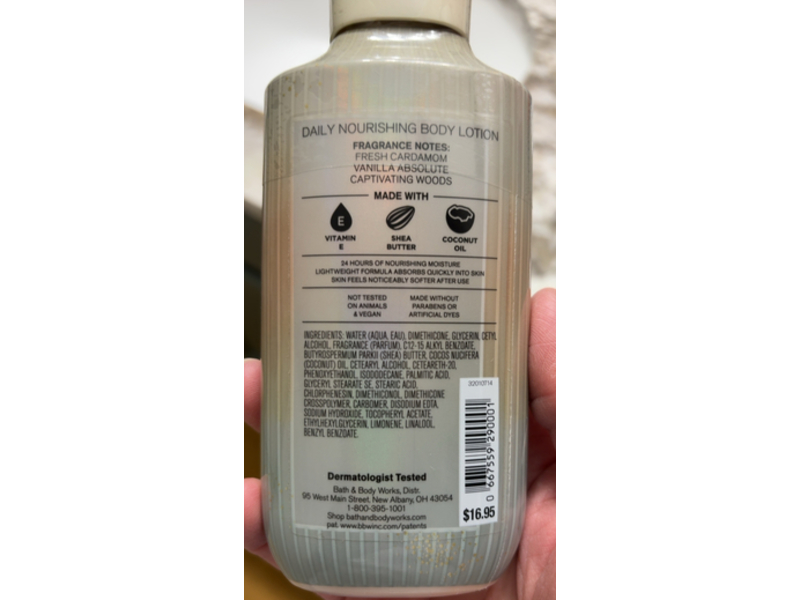 DAILY NOURISHING BODY LOTION
FRAGRANCE NOTES:
FRESH CARDAMOM
VANILLA ABSOLUTE
CAPTIVATING WOODS
MADE WITH
E
VITAMIN
E
SHEA
BUTTER
COCONUT
OIL
24 HOURS OF NOURISHING MOISTURE
LIGHTWEIGHT FORMULA ABSORBS QUICKLY INTO SKIN
SKIN FEELS NOTICEABLY SOFTER AFTER USE
NOT TESTED
ON ANIMALS
& VEGAN
MADE WITHOUT
PARABENS OR
ARTIFICIAL DYES
INGREDIENTS: WATER (AQUA, EAU), DIMETHICONE, GLYCERIN, CETYL
ALCOHOL, FRAGRANCE (PARFUM), C12-15 ALKYL BENZOATE,
BUTYROSPERMUM PARKII (SHEA) BUTTER, COCOS NUCIFERA
(COCONUT) OIL, CETEARYL ALCOHOL, CETEARETH-20,
PHENOXYETHANOL, ISODODECANE, PALMITIC ACID,
GLYCERYL STEARATE SE, STEARIC ACID,
CHLORPHENESIN, DIMETHICONOL, DIMETHICONE
CROSSPOLYMER, CARBOMER, DISODIUM EDTA,
SODIUM HYDROXIDE, TOCOPHERYL ACETATE,
ETHYLHEXYLGLYCERIN, LIMONENE, LINALOOL,
BENZYL BENZOATE.
0 667559 290001
$16.95
Dermatologist Tested
Bath & Body Works, Distr.
95 West Main Street, New Albany, OH 43054
1-800-395-1001
Shop bathandbodyworks.com
pat. www.bbwinc.com/patents